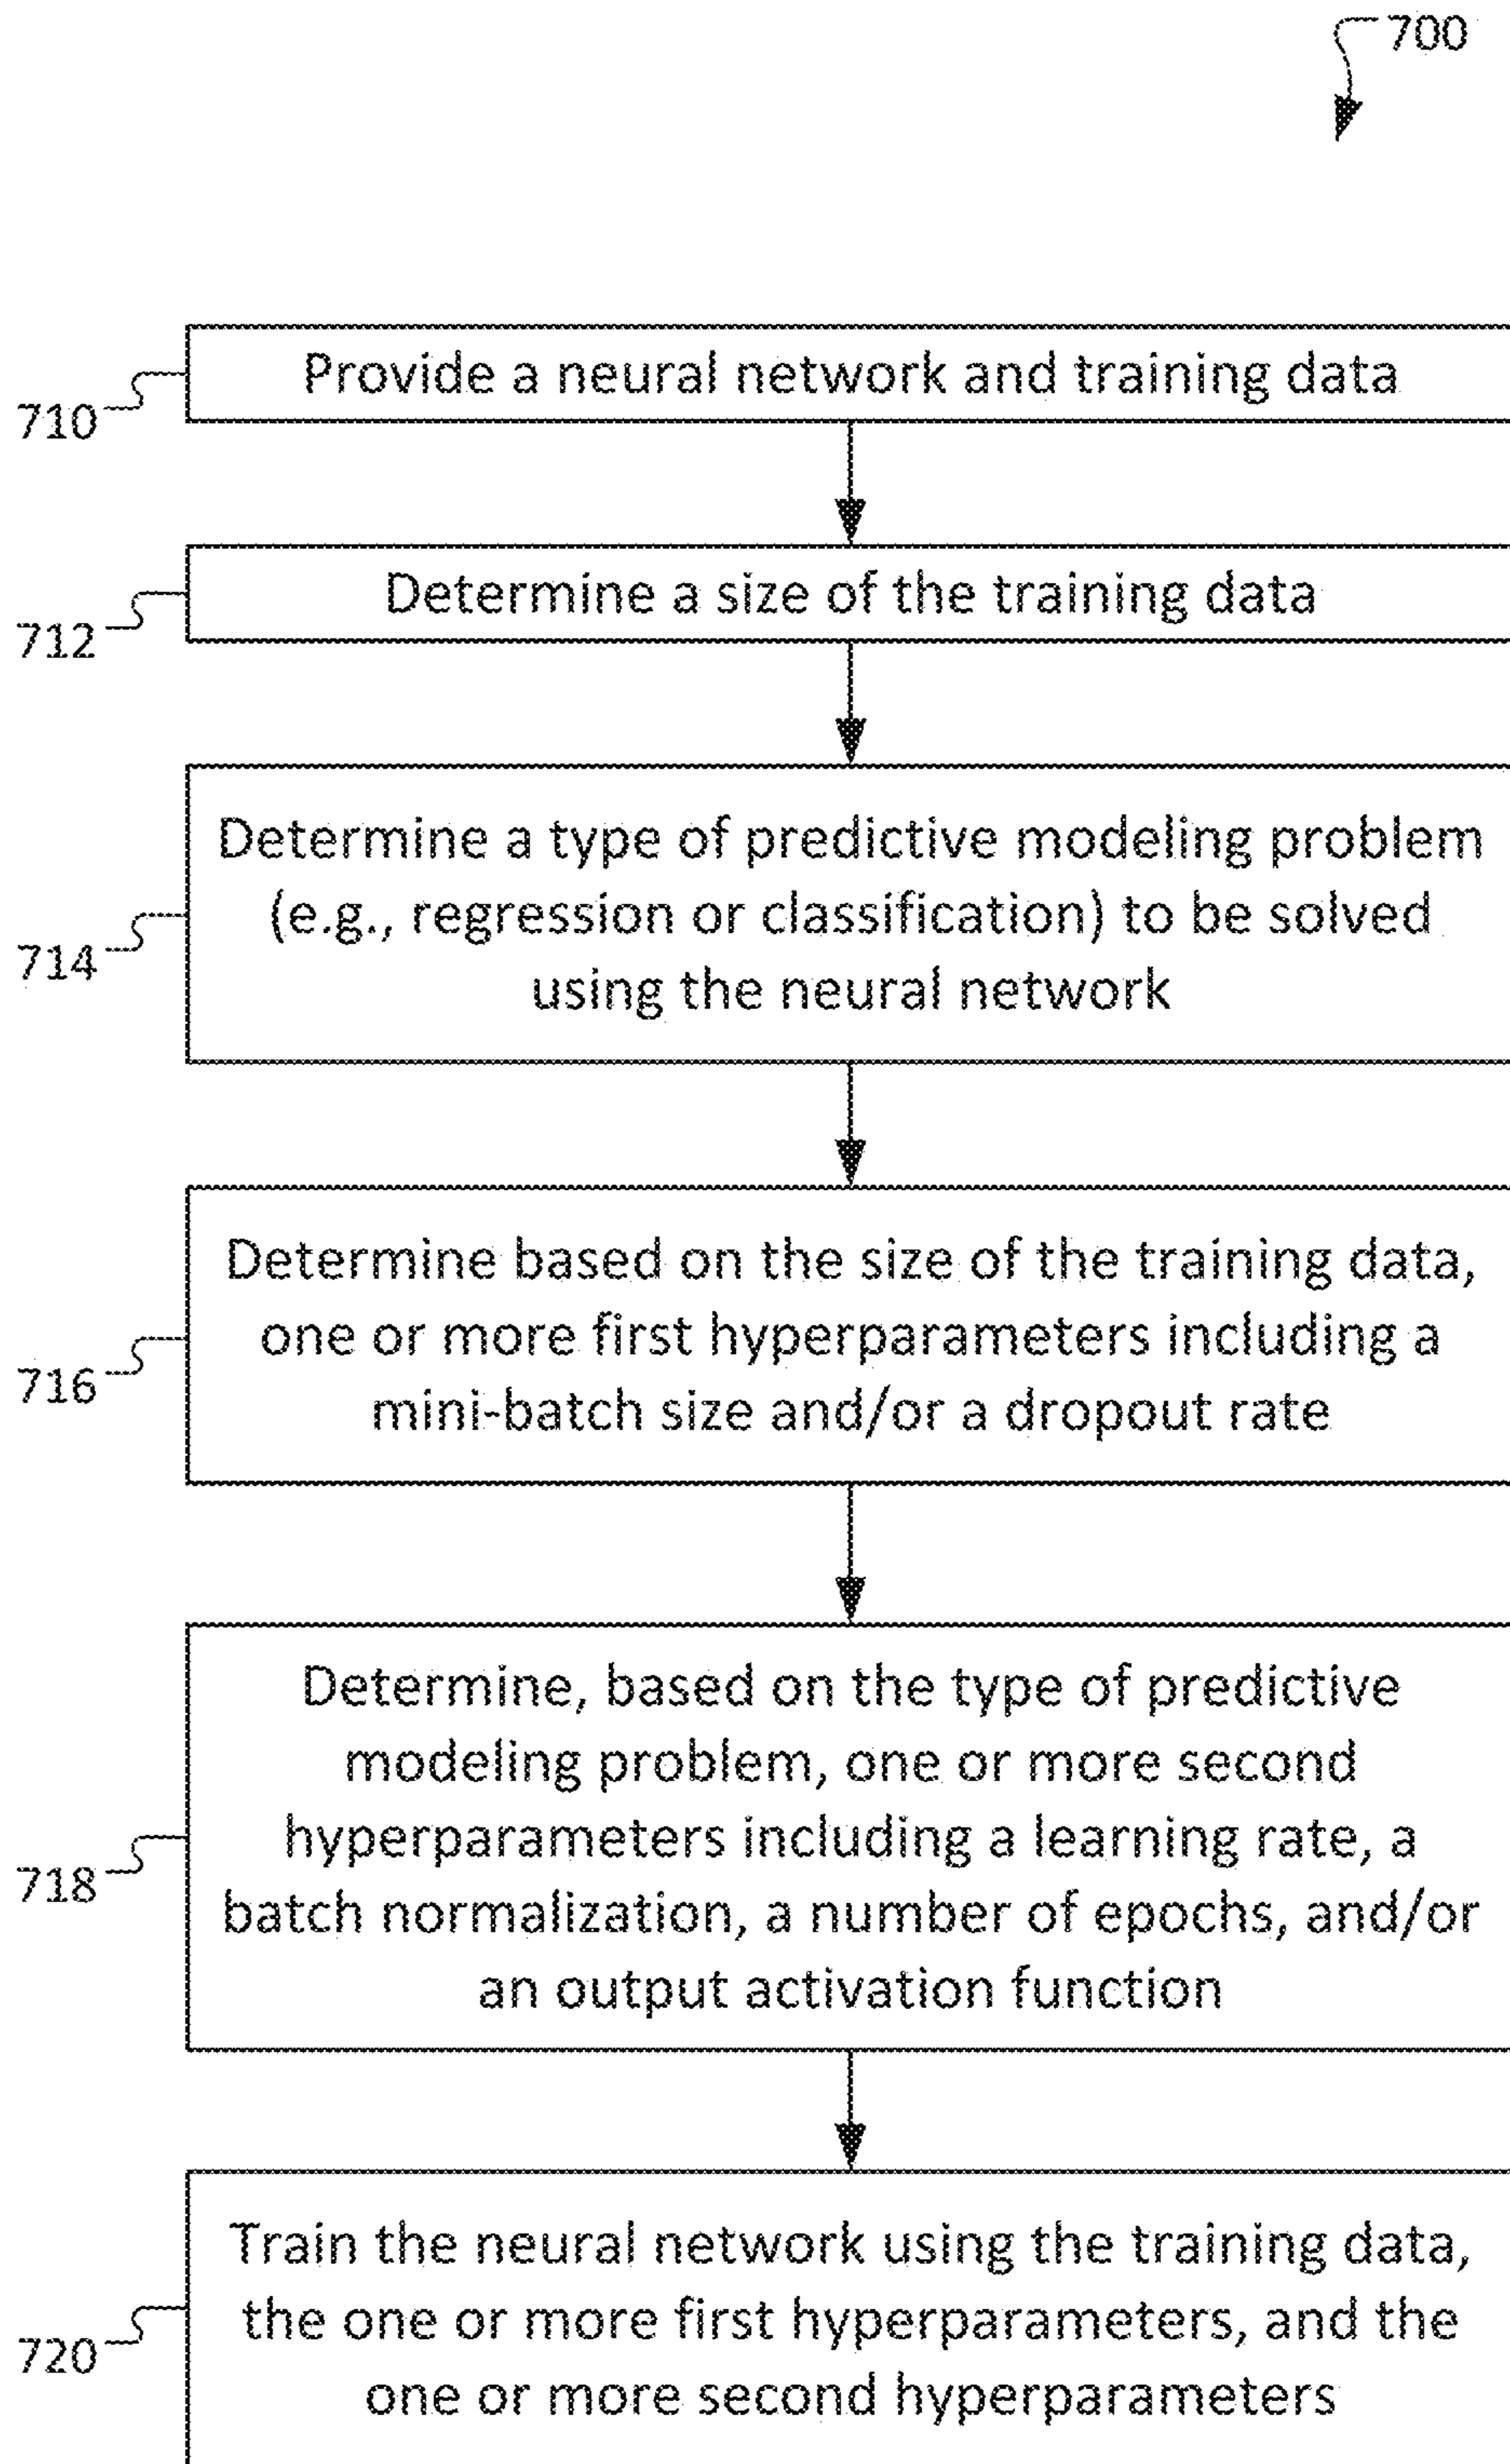 700
Provide a neural network and training data
710
Determine a size of the training data
712
Determine a type of predictive modeling problem
(e.g., regression or classification) to be solved
714
using the neural network
Determine based on the size of the training data,
one or more first hyperparameters including a
716
mini-batch size and/or a dropout rate
Determine, based on the type of predictive
modeling problem, one or more second
hyperparameters including a learning rate, a
718
batch normalization, a number of epochs, and/or
an output activation function
Train the neural network using the training data,
the one or more first hyperparameters, and the
720
one or more second hyperparameters